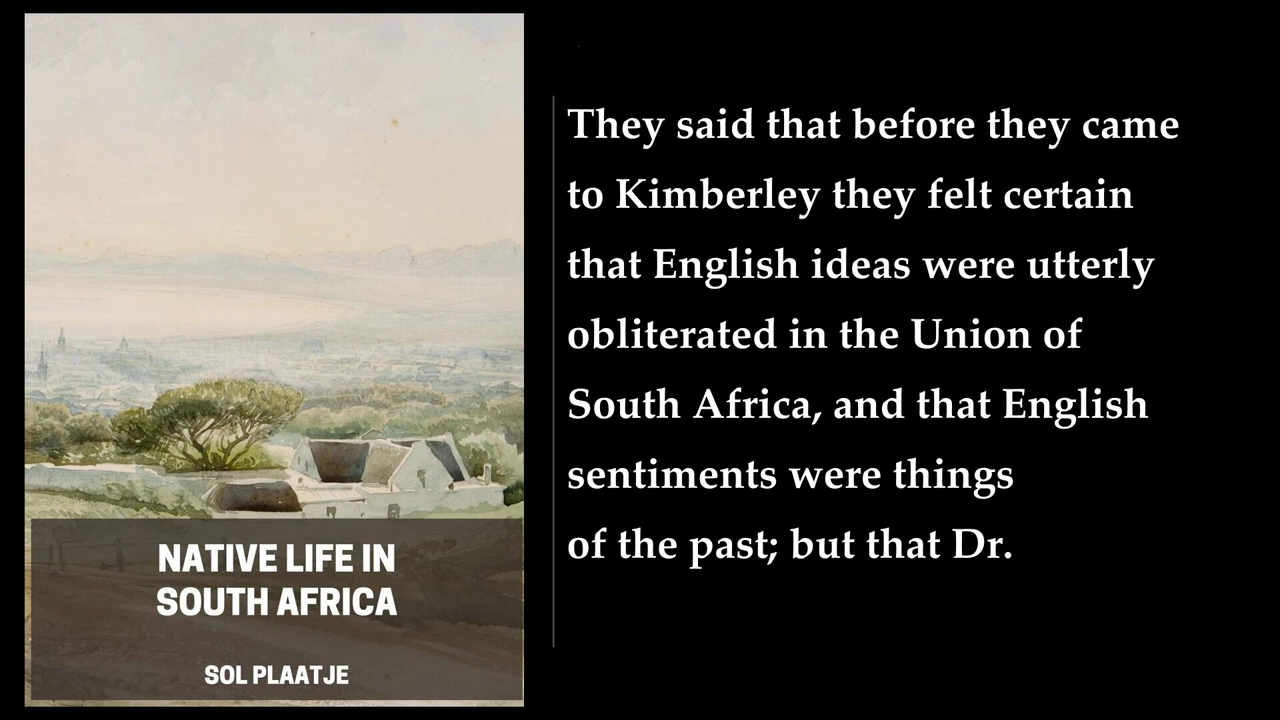 NATIVE LIFE IN
SOUTH AFRICA
SOL PLAATJE
They said that before they came
to Kimberley they felt certain
that English ideas were utterly
obliterated in the Union of
South Africa, and that English
sentiments were things
of the past; but that Dr.